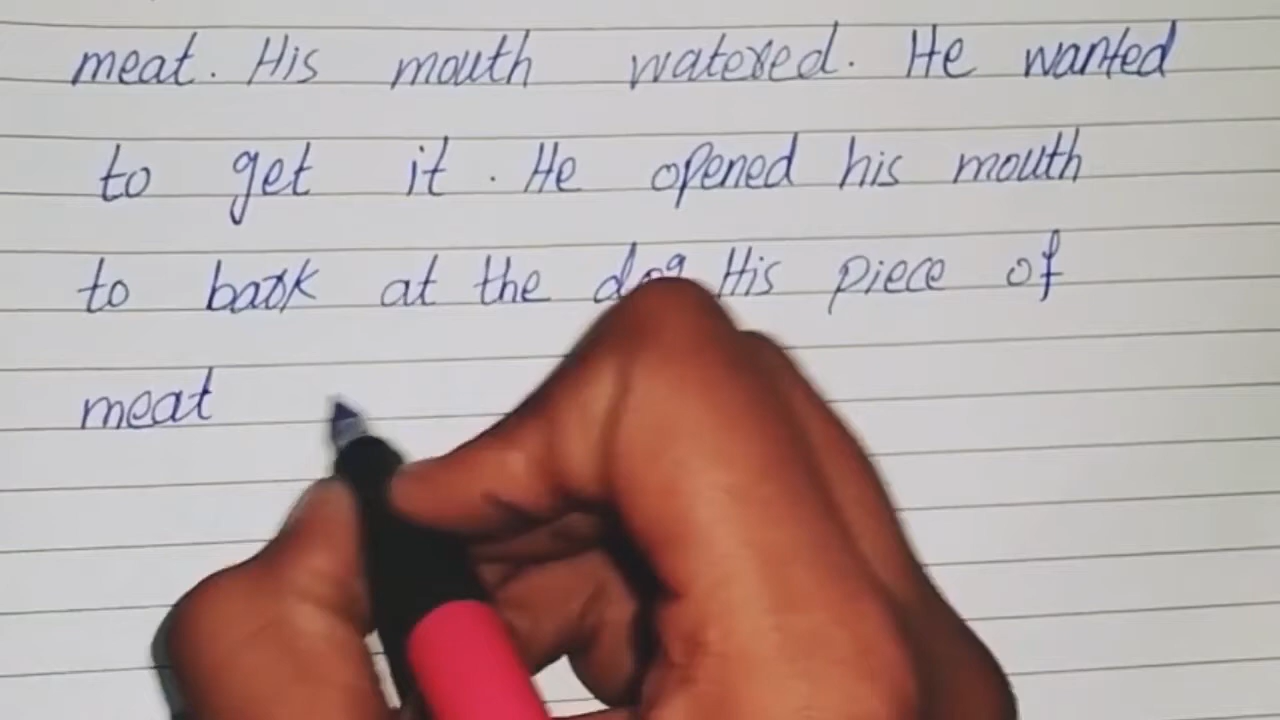 meat. His mouth watered. He wanted
to get it. He opened his mouth
to bark at the dog His piece of
meat